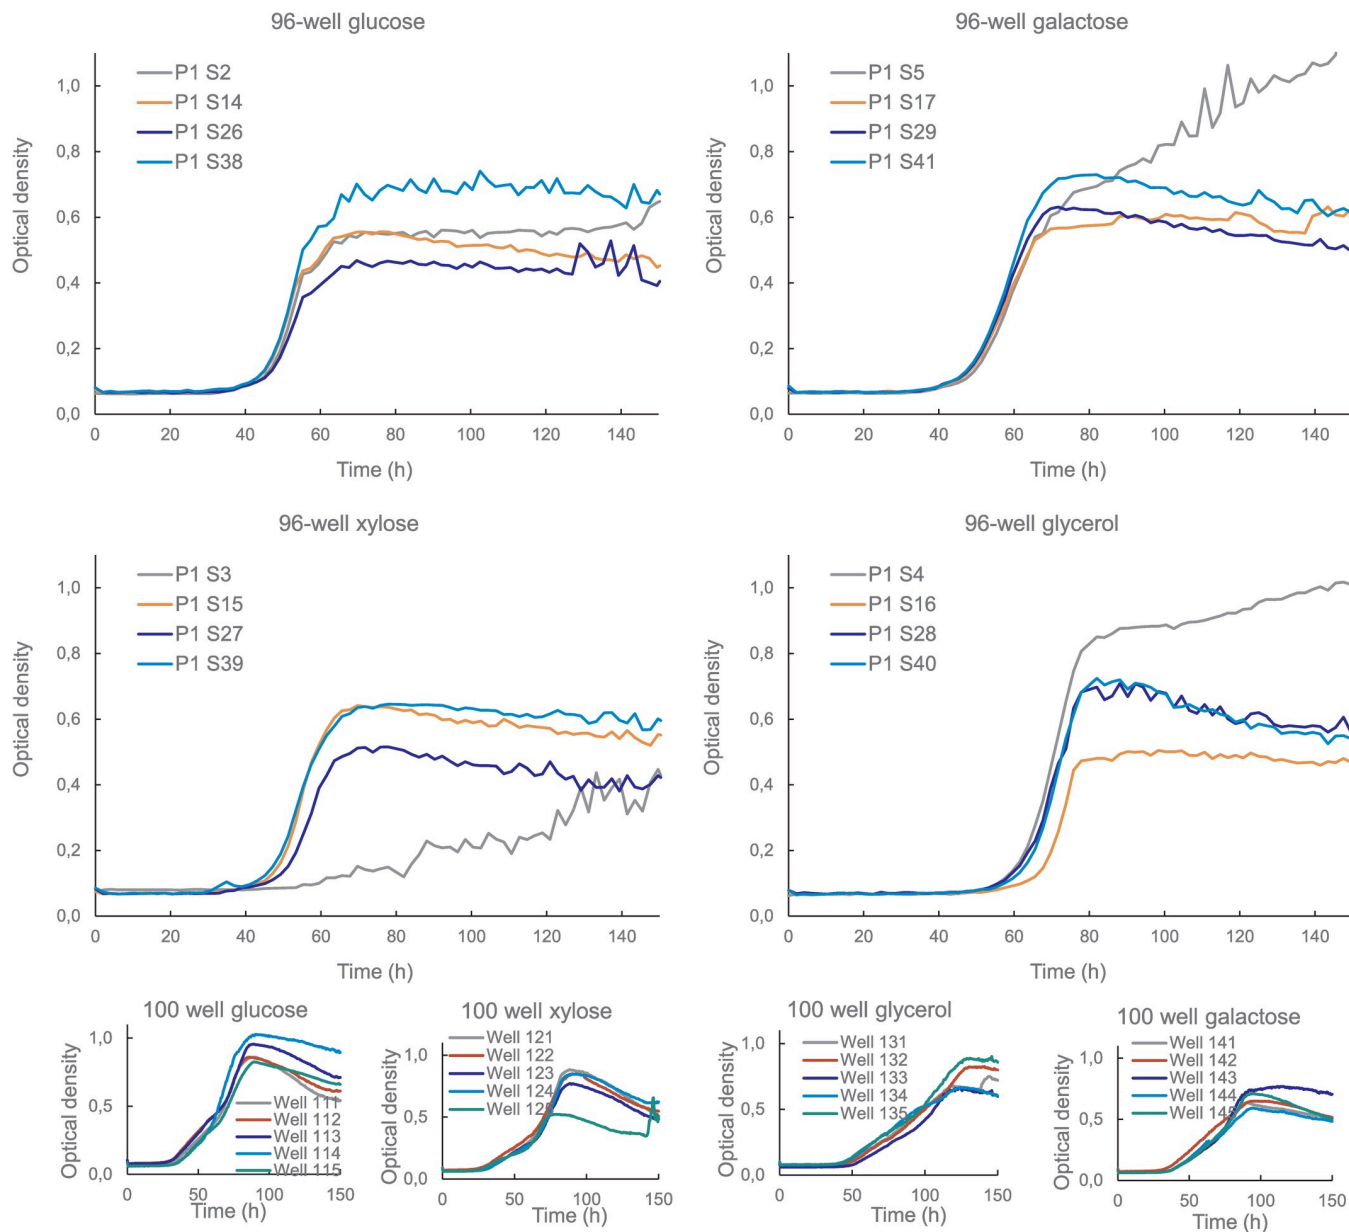 96-well glucose
P1 S2
P1 S14
P1 S26
P1 S38
1,0
0,8
0,6
0,4
0,2
0,0
Optical density
0 20 40 60 80 100 120 140
Time (h)
96-well galactose
P1 S5
P1 S17
P1 S29
P1 S41
1,0
0,8
0,6
0,4
0,2
0,0
Optical density
0 20 40 60 80 100 120 140
Time (h)
96-well xylose
P1 S3
P1 S15
P1 S27
P1 S39
1,0
0,8
0,6
0,4
0,2
0,0
Optical density
0 20 40 60 80 100 120 140
Time (h)
96-well glycerol
P1 S4
P1 S16
P1 S28
P1 S40
1,0
0,8
0,6
0,4
0,2
0,0
Optical density
0 20 40 60 80 100 120 140
Time (h)
100 well glucose
1,0
0,5
0,0
Optical density
Well 111
Well 112
Well 113
Well 114
Well 115
0 50 100 150
Time (h)
100 well xylose
Well 121
Well 122
Well 123
Well 124
Well 125
1,0
0,5
0,0
Optical density
0 50 100 150
Time (h)
100 well glycerol
Well 131
Well 132
Well 133
Well 134
Well 135
1,0
0,5
0,0
Optical density
0 50 100 150
Time (h)
100 well galactose
Well 141
Well 142
Well 143
Well 144
Well 145
1,0
0,5
0,0
Optical density
0 50 100 150
Time (h)